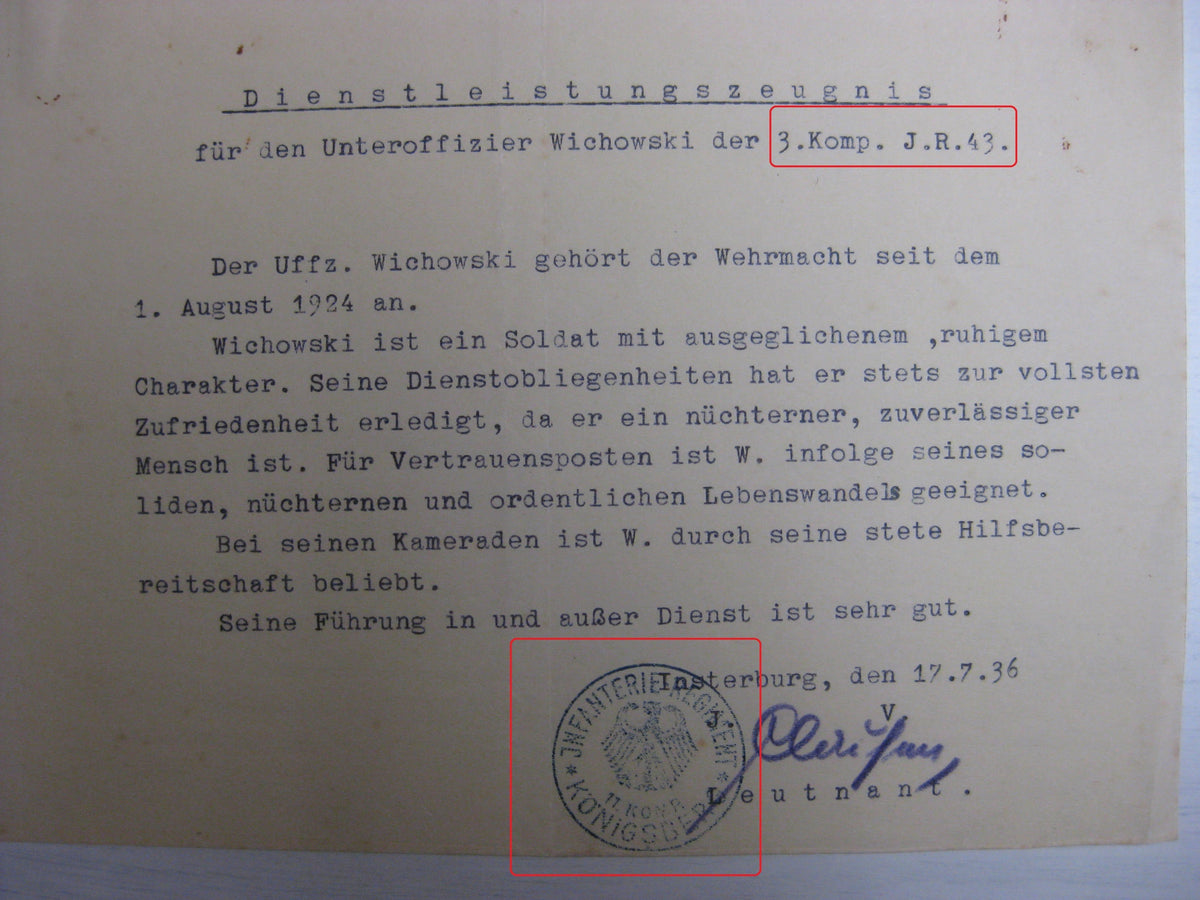 Dienstleistungszeugnis
für den Unteroffizier Wichowski der 3.Komp. J.R.43.
Der Uffz. Wichowski gehört der Wehrmacht seit dem
1. August 1924 an.
Wichowski ist ein Soldat mit ausgeglichenem ,ruhigem
Charakter. Seine Dienstobliegenheiten hat er stets zur vollsten
Zufriedenheit erledigt, da er ein nüchterner, zuverlässiger
Mensch ist. Für Vertrauensposten ist W. infolge seines so-
liden, nüchternen und ordentlichen Lebenswandels geeignet.
Bei seinen Kameraden ist W. durch seine stete Hilfsbe-
reitschaft beliebt.
Seine Führung in und außer Dienst ist sehr gut.
Insterburg, den 17.7.36
J. V
Leutnant.
JNFANTERIE-REGIMENT
KÖNIGSBERG